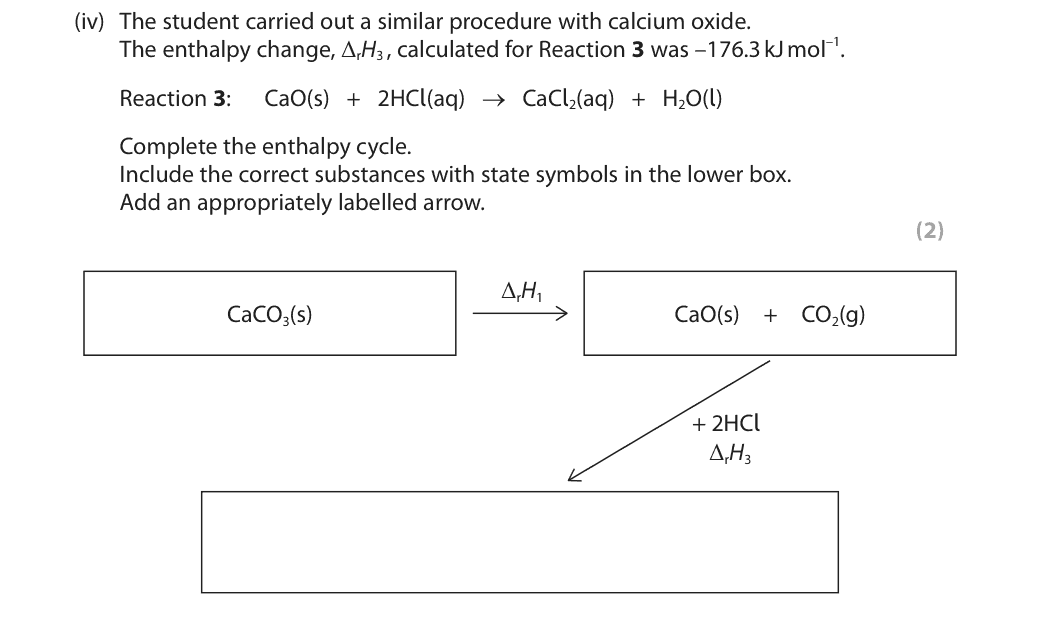 (iv) The student carried out a similar procedure with calcium oxide.
The enthalpy change, ΔᵣH₃, calculated for Reaction 3 was –176.3 kJ mol⁻¹.
Reaction 3: CaO(s) + 2HCl(aq) → CaCl₂(aq) + H₂O(l)
Complete the enthalpy cycle.
Include the correct substances with state symbols in the lower box.
Add an appropriately labelled arrow.
(2)
ΔᵣH₁
CaCO₃(s)
CaO(s) + CO₂(g)
+ 2HCl
ΔᵣH₃